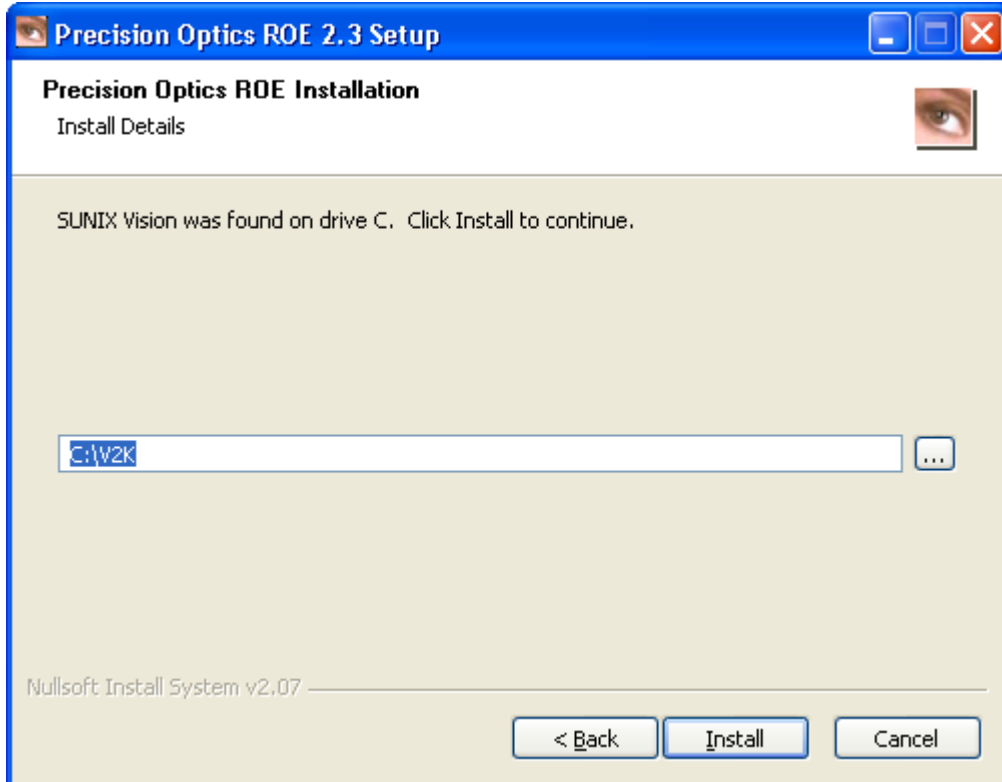 Precision Optics ROE 2.3 Setup
Precision Optics ROE Installation
Install Details
SUNIX Vision was found on drive C.  Click Install to continue.
C:\V2K
...
Nullsoft Install System v2.07
< Back
Install
Cancel